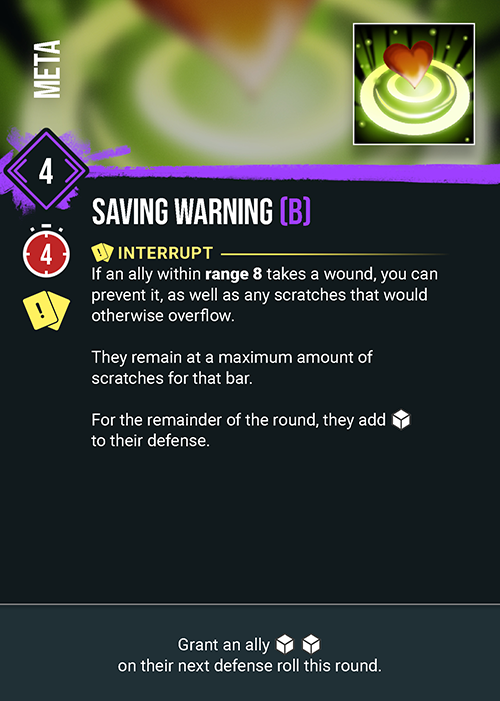 META
4
SAVING WARNING (B)
4
! INTERRUPT
!
If an ally within range 8 takes a wound, you can
prevent it, as well as any scratches that would
otherwise overflow.
They remain at a maximum amount of
scratches for that bar.
For the remainder of the round, they add
to their defense.
Grant an ally
on their next defense roll this round.